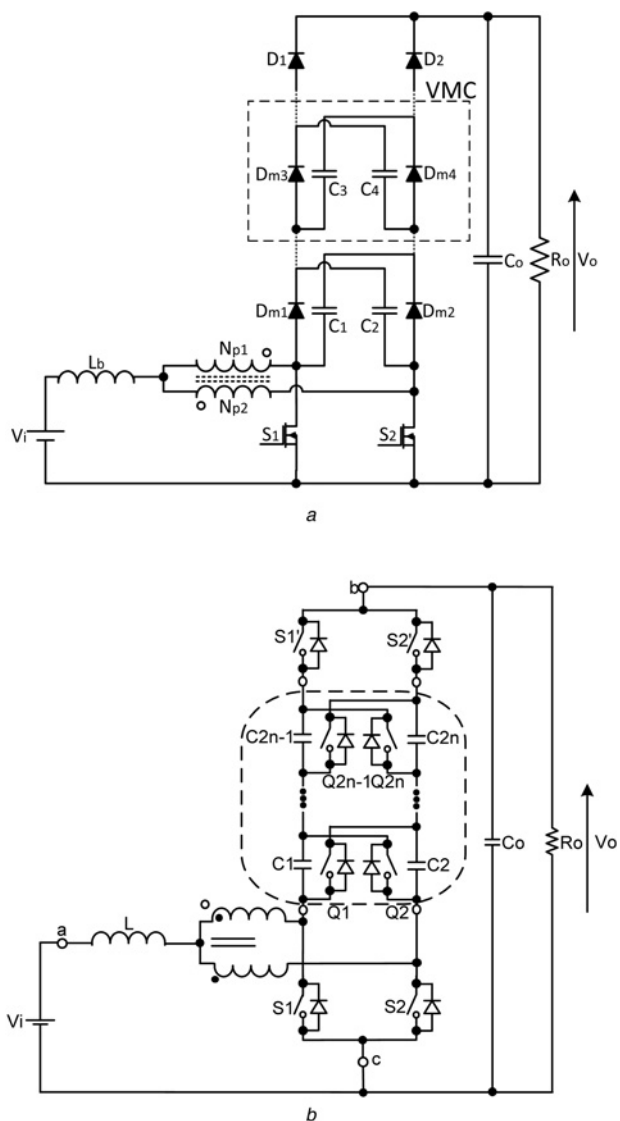 D1
D2
VMC
Dm3
C3
C4
Dm4
Dm1
C1
C2
Dm2
Co
Ro
Vo
Lb
Np1
Np2
Vi
S1
S2
a
b
S1'
S2'
C2n-1
C2n
Q2n-1Q2n
C1
C2
Q1
Q2
Co
Ro
Vo
a
L
Vi
S1
S2
c
b